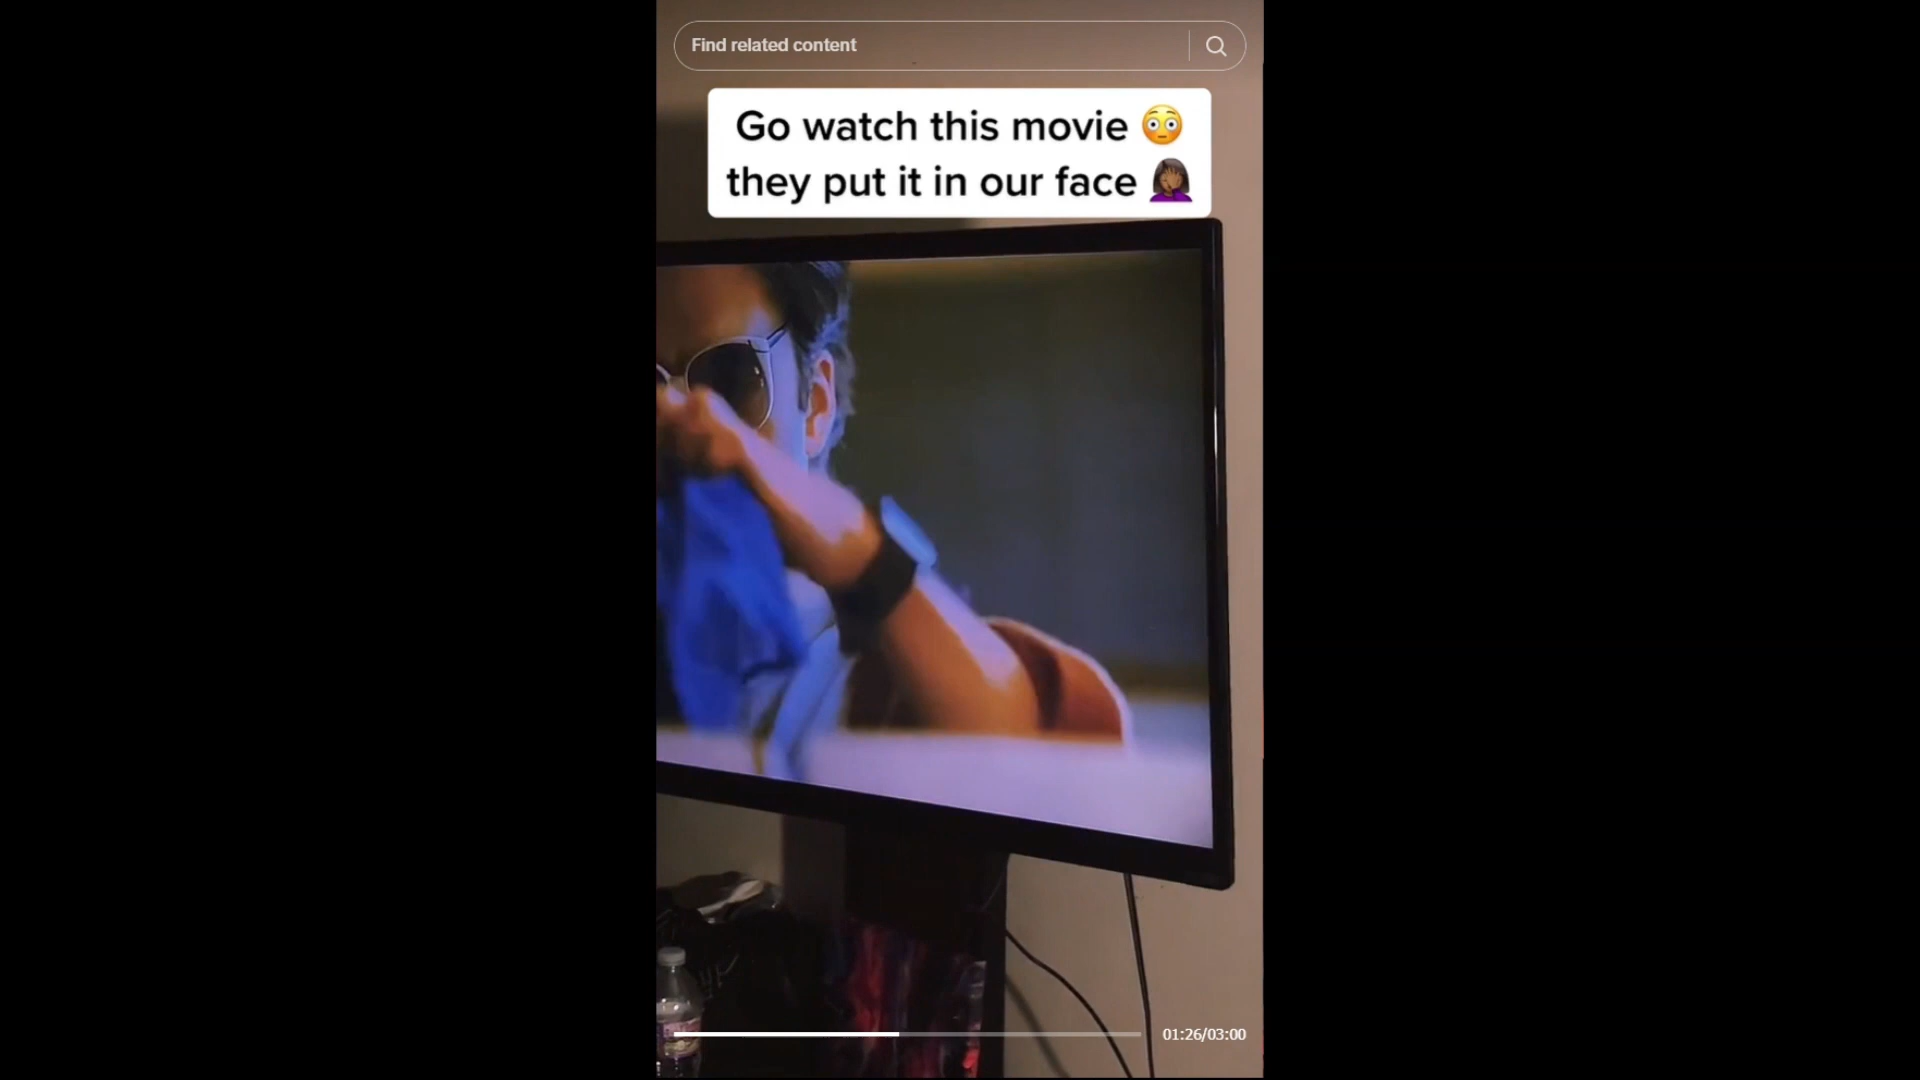 Find related content
Go watch this movie 😳
they put it in our face 🤦🏾‍♀️
01:26/03:00